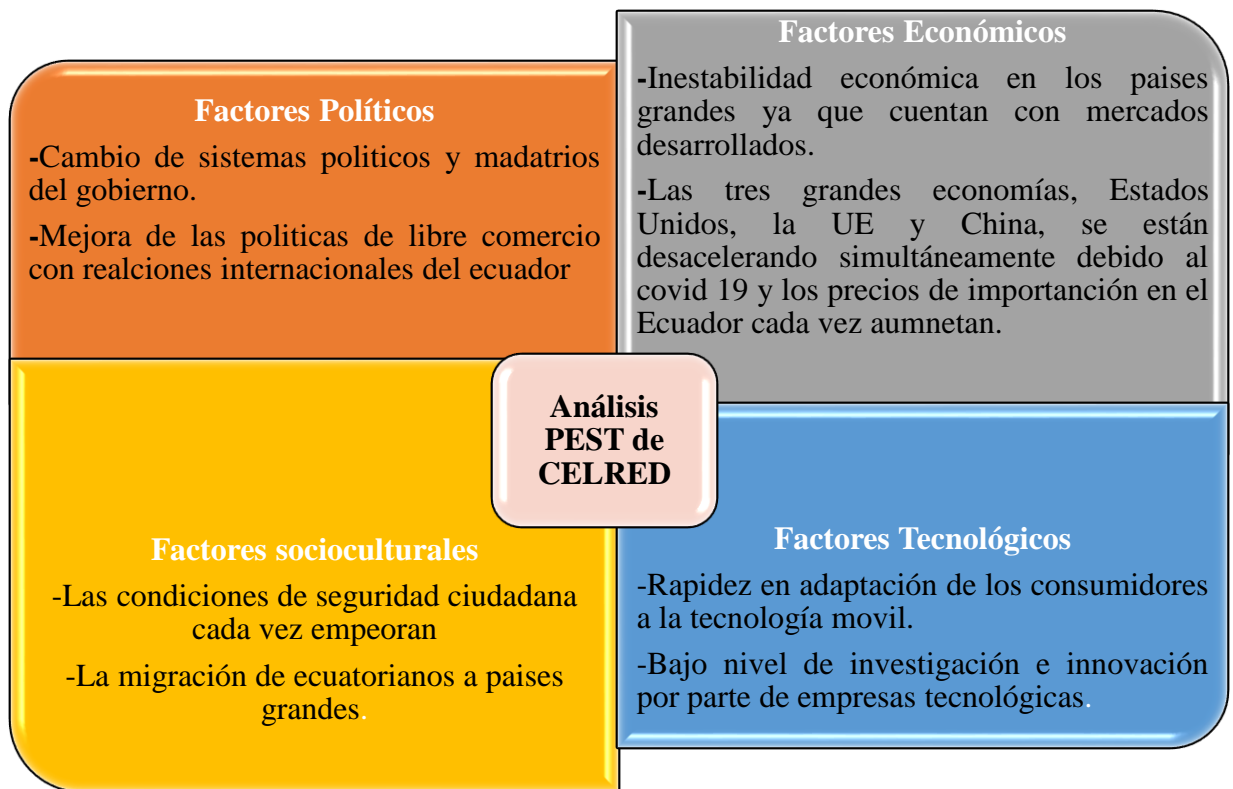 Factores Políticos
-Cambio de sistemas politicos y madatrios
del gobierno.
-Mejora de las politicas de libre comercio
con realciones internacionales del ecuador
Factores Económicos
-Inestabilidad económica en los paises
grandes ya que cuentan con mercados
desarrollados.
-Las tres grandes economías, Estados
Unidos, la UE y China, se están
desacelerando simultáneamente debido al
covid 19 y los precios de importanción en el
Ecuador cada vez aumnetan.
Análisis
PEST de
CELRED
Factores socioculturales
-Las condiciones de seguridad ciudadana
cada vez empeoran
-La migración de ecuatorianos a paises
grandes.
Factores Tecnológicos
-Rapidez en adaptación de los consumidores
a la tecnología movil.
-Bajo nivel de investigación e innovación
por parte de empresas tecnológicas.